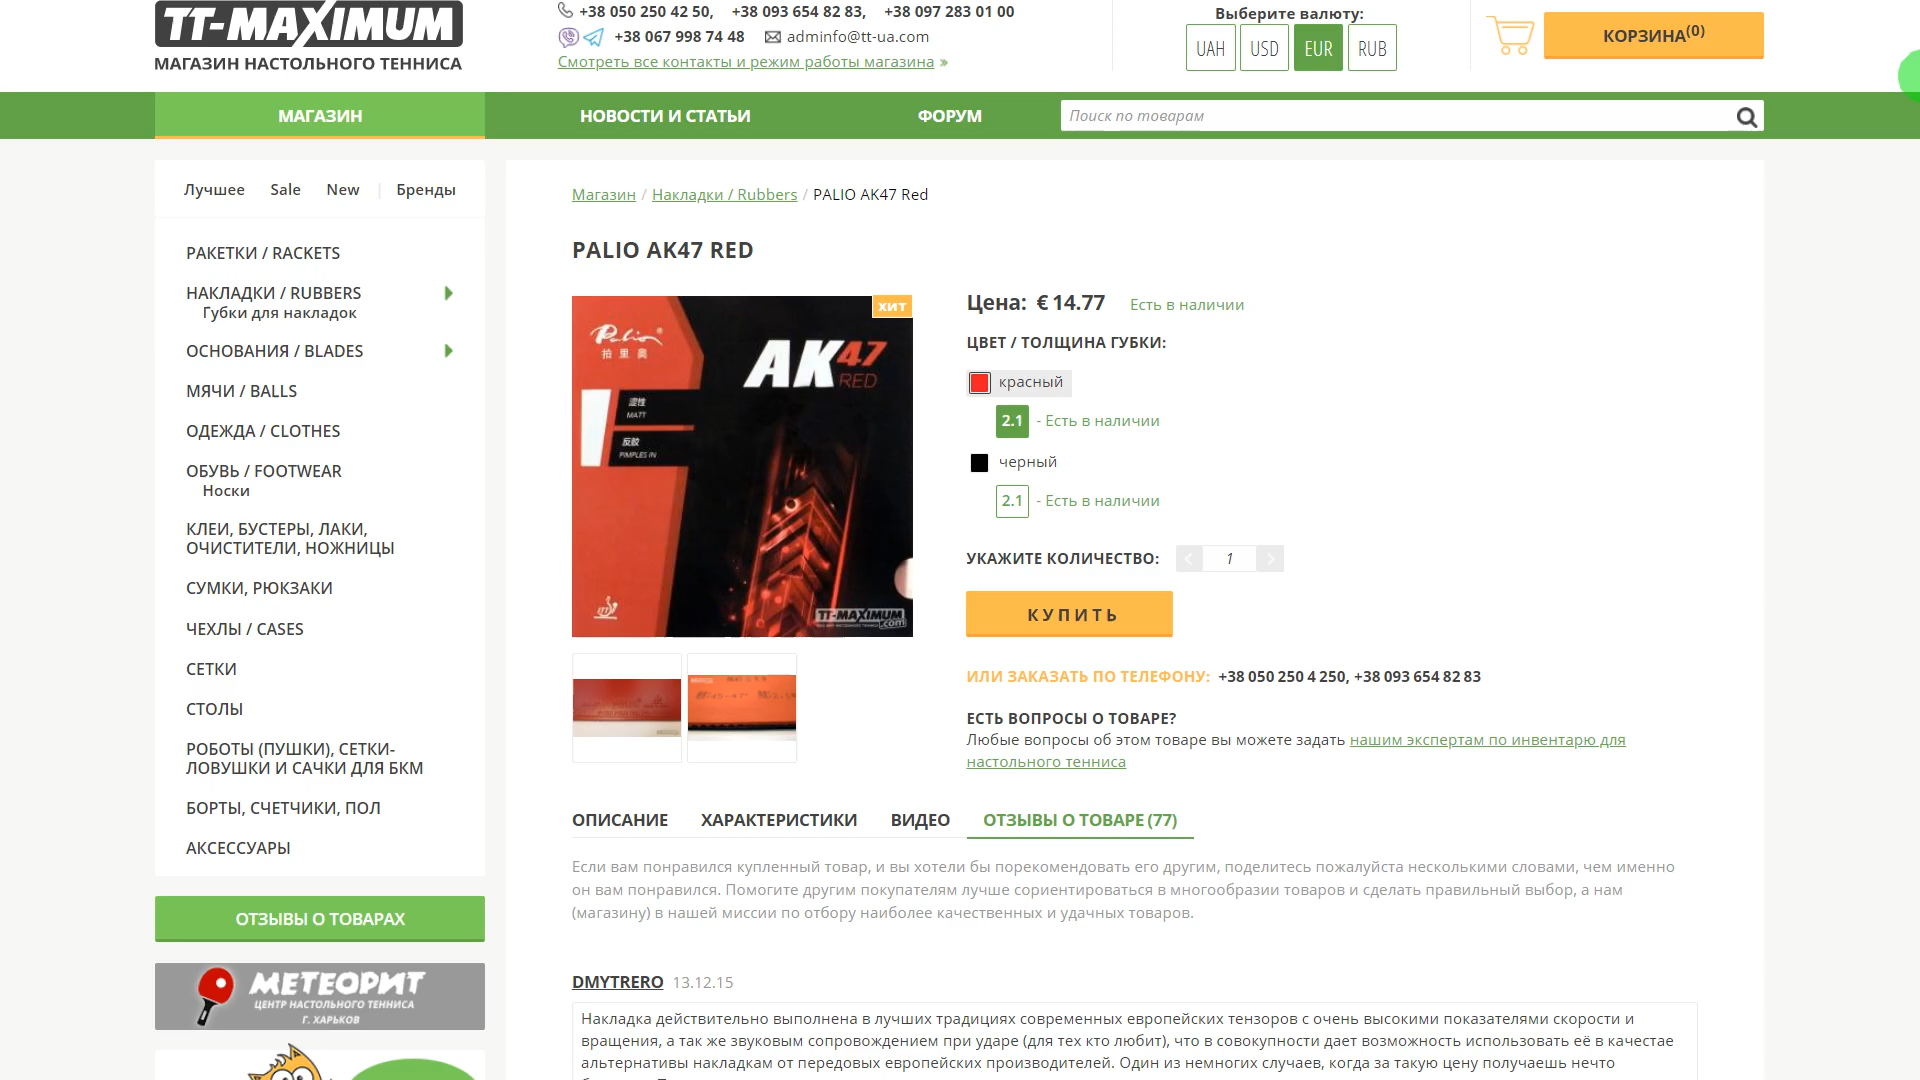 TT-MAXIMUM
МАГАЗИН НАСТОЛЬНОГО ТЕННИСА
+38 050 250 42 50, +38 093 654 82 83, +38 097 283 01 00
+38 067 998 74 48 adminfo@tt-ua.com
Смотреть все контакты и режим работы магазина »
Выберите валюту:
UAH USD EUR RUB
КОРЗИНА(0)
МАГАЗИН НОВОСТИ И СТАТЬИ ФОРУМ Поиск по товарам
Лучшее Sale New | Бренды
РАКЕТКИ / RACKETS
НАКЛАДКИ / RUBBERS
Губки для накладок
ОСНОВАНИЯ / BLADES
МЯЧИ / BALLS
ОДЕЖДА / CLOTHES
ОБУВЬ / FOOTWEAR
Носки
КЛЕИ, БУСТЕРЫ, ЛАКИ,
ОЧИСТИТЕЛИ, НОЖНИЦЫ
СУМКИ, РЮКЗАКИ
ЧЕХЛЫ / CASES
СЕТКИ
СТОЛЫ
РОБОТЫ (ПУШКИ), СЕТКИ-
ЛОВУШКИ И САЧКИ ДЛЯ БКМ
БОРТЫ, СЧЕТЧИКИ, ПОЛ
АКСЕССУАРЫ
ОТЗЫВЫ О ТОВАРАХ
МЕТЕОРИТ
ЦЕНТР НАСТОЛЬНОГО ТЕННИСА
Г. ХАРЬКОВ
Магазин / Накладки / Rubbers / PALIO AK47 Red
PALIO AK47 RED
хит
Palio
拍里奥
AK47
RED
涩性
MATT
反胶
PIMPLES IN
TT-MAXIMUM
.com
Цена: € 14.77 Есть в наличии
ЦВЕТ / ТОЛЩИНА ГУБКИ:
красный
2.1 - Есть в наличии
черный
2.1 - Есть в наличии
УКАЖИТЕ КОЛИЧЕСТВО: 1
КУПИТЬ
ИЛИ ЗАКАЗАТЬ ПО ТЕЛЕФОНУ: +38 050 250 4 250, +38 093 654 82 83
ЕСТЬ ВОПРОСЫ О ТОВАРЕ?
Любые вопросы об этом товаре вы можете задать нашим экспертам по инвентарю для
настольного тенниса
ОПИСАНИЕ ХАРАКТЕРИСТИКИ ВИДЕО ОТЗЫВЫ О ТОВАРЕ (77)
Если вам понравился купленный товар, и вы хотели бы порекомендовать его другим, поделитесь пожалуйста несколькими словами, чем именно
он вам понравился. Помогите другим покупателям лучше сориентироваться в многообразии товаров и сделать правильный выбор, а нам
(магазину) в нашей миссии по отбору наиболее качественных и удачных товаров.
DMYTRERO 13.12.15
Накладка действительно выполнена в лучших традициях современных европейских тензоров с очень высокими показателями скорости и
вращения, а так же звуковым сопровождением при ударе (для тех кто любит), что в совокупности дает возможность использовать её в качестве
альтернативы накладкам от передовых европейских производителей. Один из немногих случаев, когда за такую цену получаешь нечто